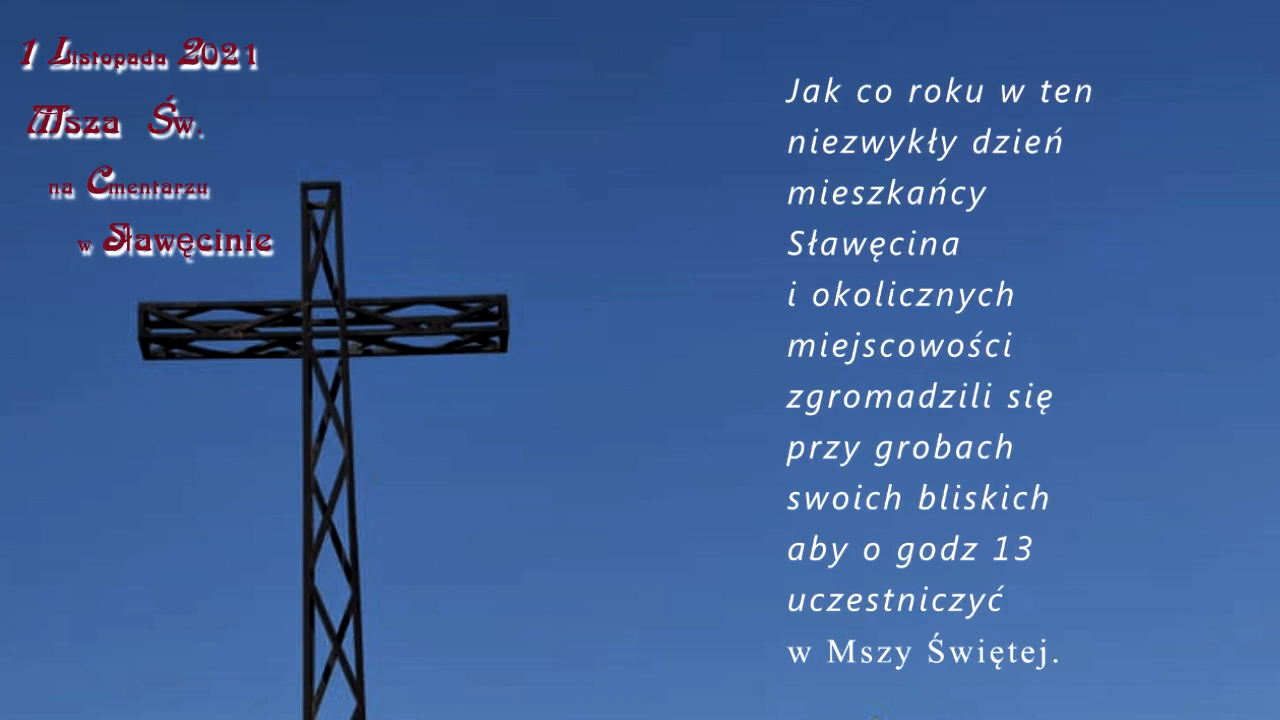 1 Listopada 2021
Msza Św.
na Cmentarzu
w Sławęcinie
Jak co roku w ten
niezwykły dzień
mieszkańcy
Sławęcina
i okolicznych
miejscowości
zgromadzili się
przy grobach
swoich bliskich
aby o godz 13
uczestniczyć
w Mszy Świętej.